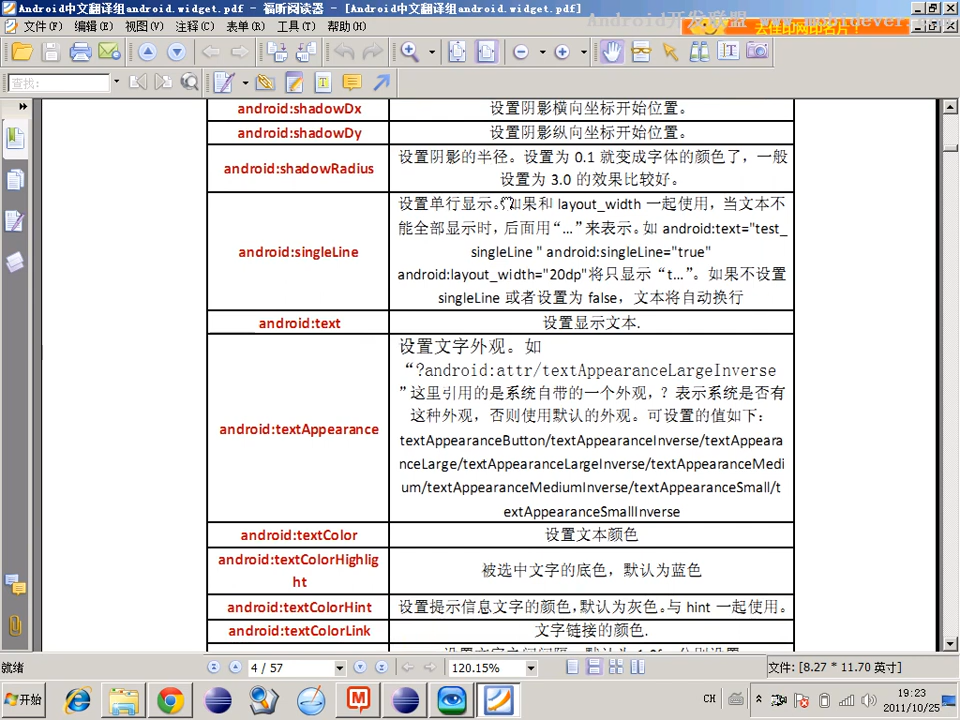 Android中文翻译组android.widget.pdf - 福昕阅读器 - [Android中文翻译组android.widget.pdf]
文件(F) 编辑(E) 视图(V) 注释(C) 表单(R) 工具(T) 帮助(H)
查找:
android:shadowDx 设置阴影横向坐标开始位置。
android:shadowDy 设置阴影纵向坐标开始位置。
android:shadowRadius
设置阴影的半径。设置为 0.1 就变成字体的颜色了，一般
设置为 3.0 的效果比较好。
android:singleLine
设置单行显示。如果和 layout_width 一起使用，当文本不
能全部显示时，后面用“…”来表示。如 android:text="test_
singleLine " android:singleLine="true"
android:layout_width="20dp"将只显示“t…”。如果不设置
singleLine 或者设置为 false，文本将自动换行
android:text 设置显示文本.
android:textAppearance
设置文字外观。如
“?android:attr/textAppearanceLargeInverse
”这里引用的是系统自带的一个外观，？表示系统是否有
这种外观，否则使用默认的外观。可设置的值如下：
textAppearanceButton/textAppearanceInverse/textAppeara
nceLarge/textAppearanceLargeInverse/textAppearanceMedi
um/textAppearanceMediumInverse/textAppearanceSmall/t
extAppearanceSmallInverse
android:textColor 设置文本颜色
android:textColorHighlig
ht
被选中文字的底色，默认为蓝色
android:textColorHint 设置提示信息文字的颜色，默认为灰色。与 hint 一起使用。
android:textColorLink 文字链接的颜色.
就绪 4 / 57 120.15% 文件: [8.27 * 11.70 英寸]
开始 CH 19:23
2011/10/25